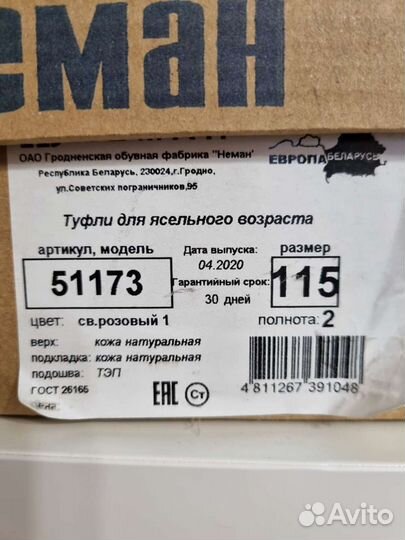 еман
ОАО Гродненская обувная фабрика "Неман"
Республика Беларусь, 230024,г.Гродно,
ул.Советских пограничников,95
ЕВРОПА БЕЛАРУСЬ
Туфли для ясельного возраста
артикул, модель Дата выпуска: размер
51173 04.2020 115
Гарантийный срок:
30 дней
цвет: св.розовый 1 полнота: 2
верх: кожа натуральная
подкладка: кожа натуральная
подошва: ТЭП
ГОСТ 26165
EAC Ст
4 811267 391048
Avito